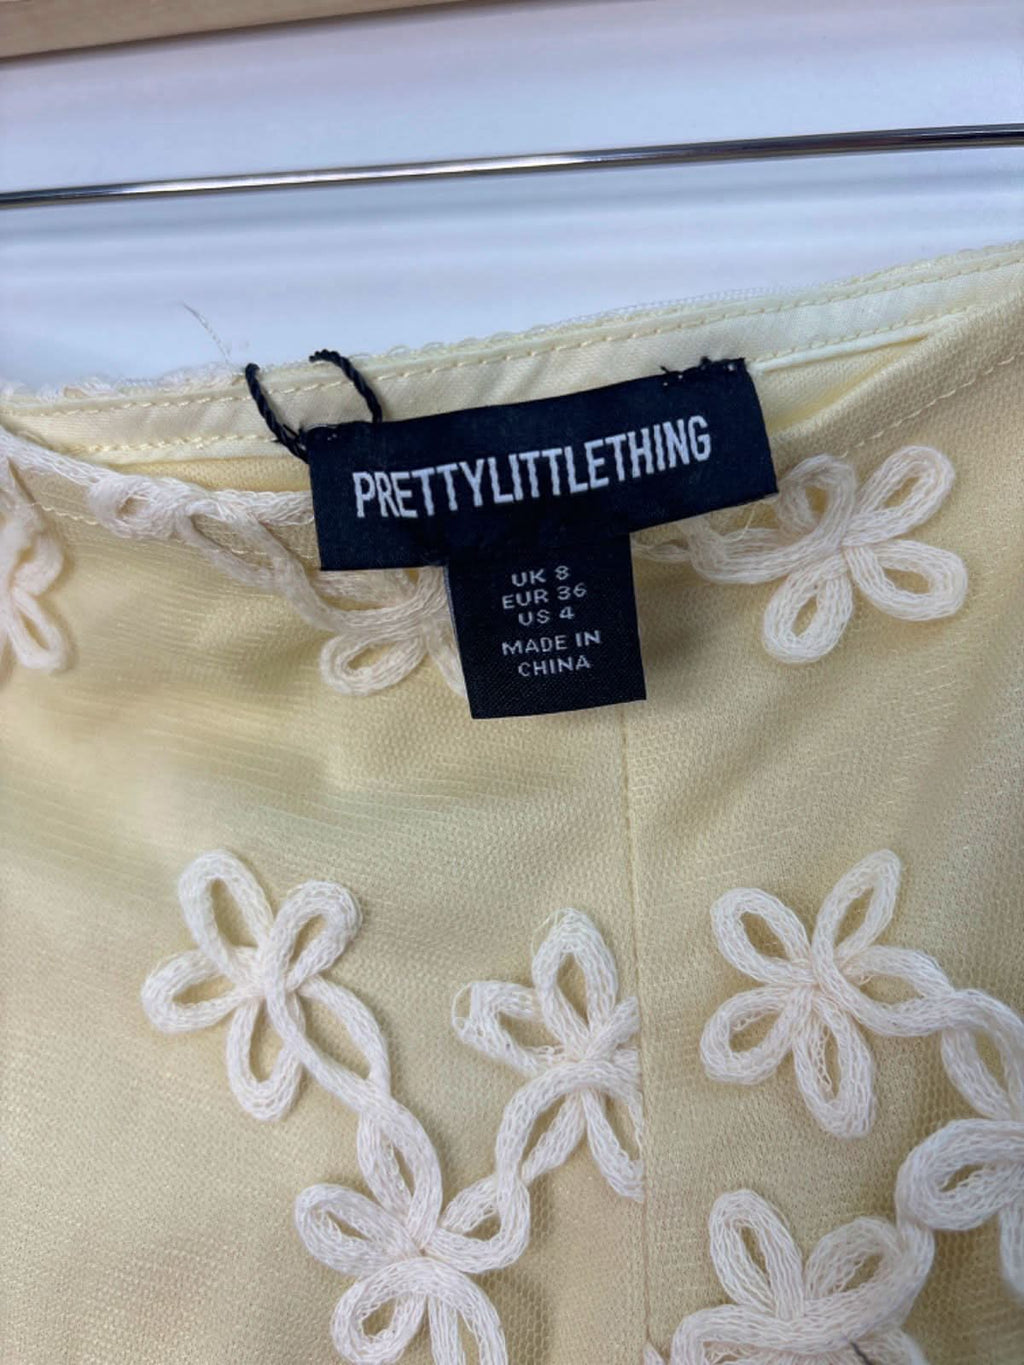 PRETTYLITTLETHING
UK 8
EUR 36
US 4
MADE IN
CHINA